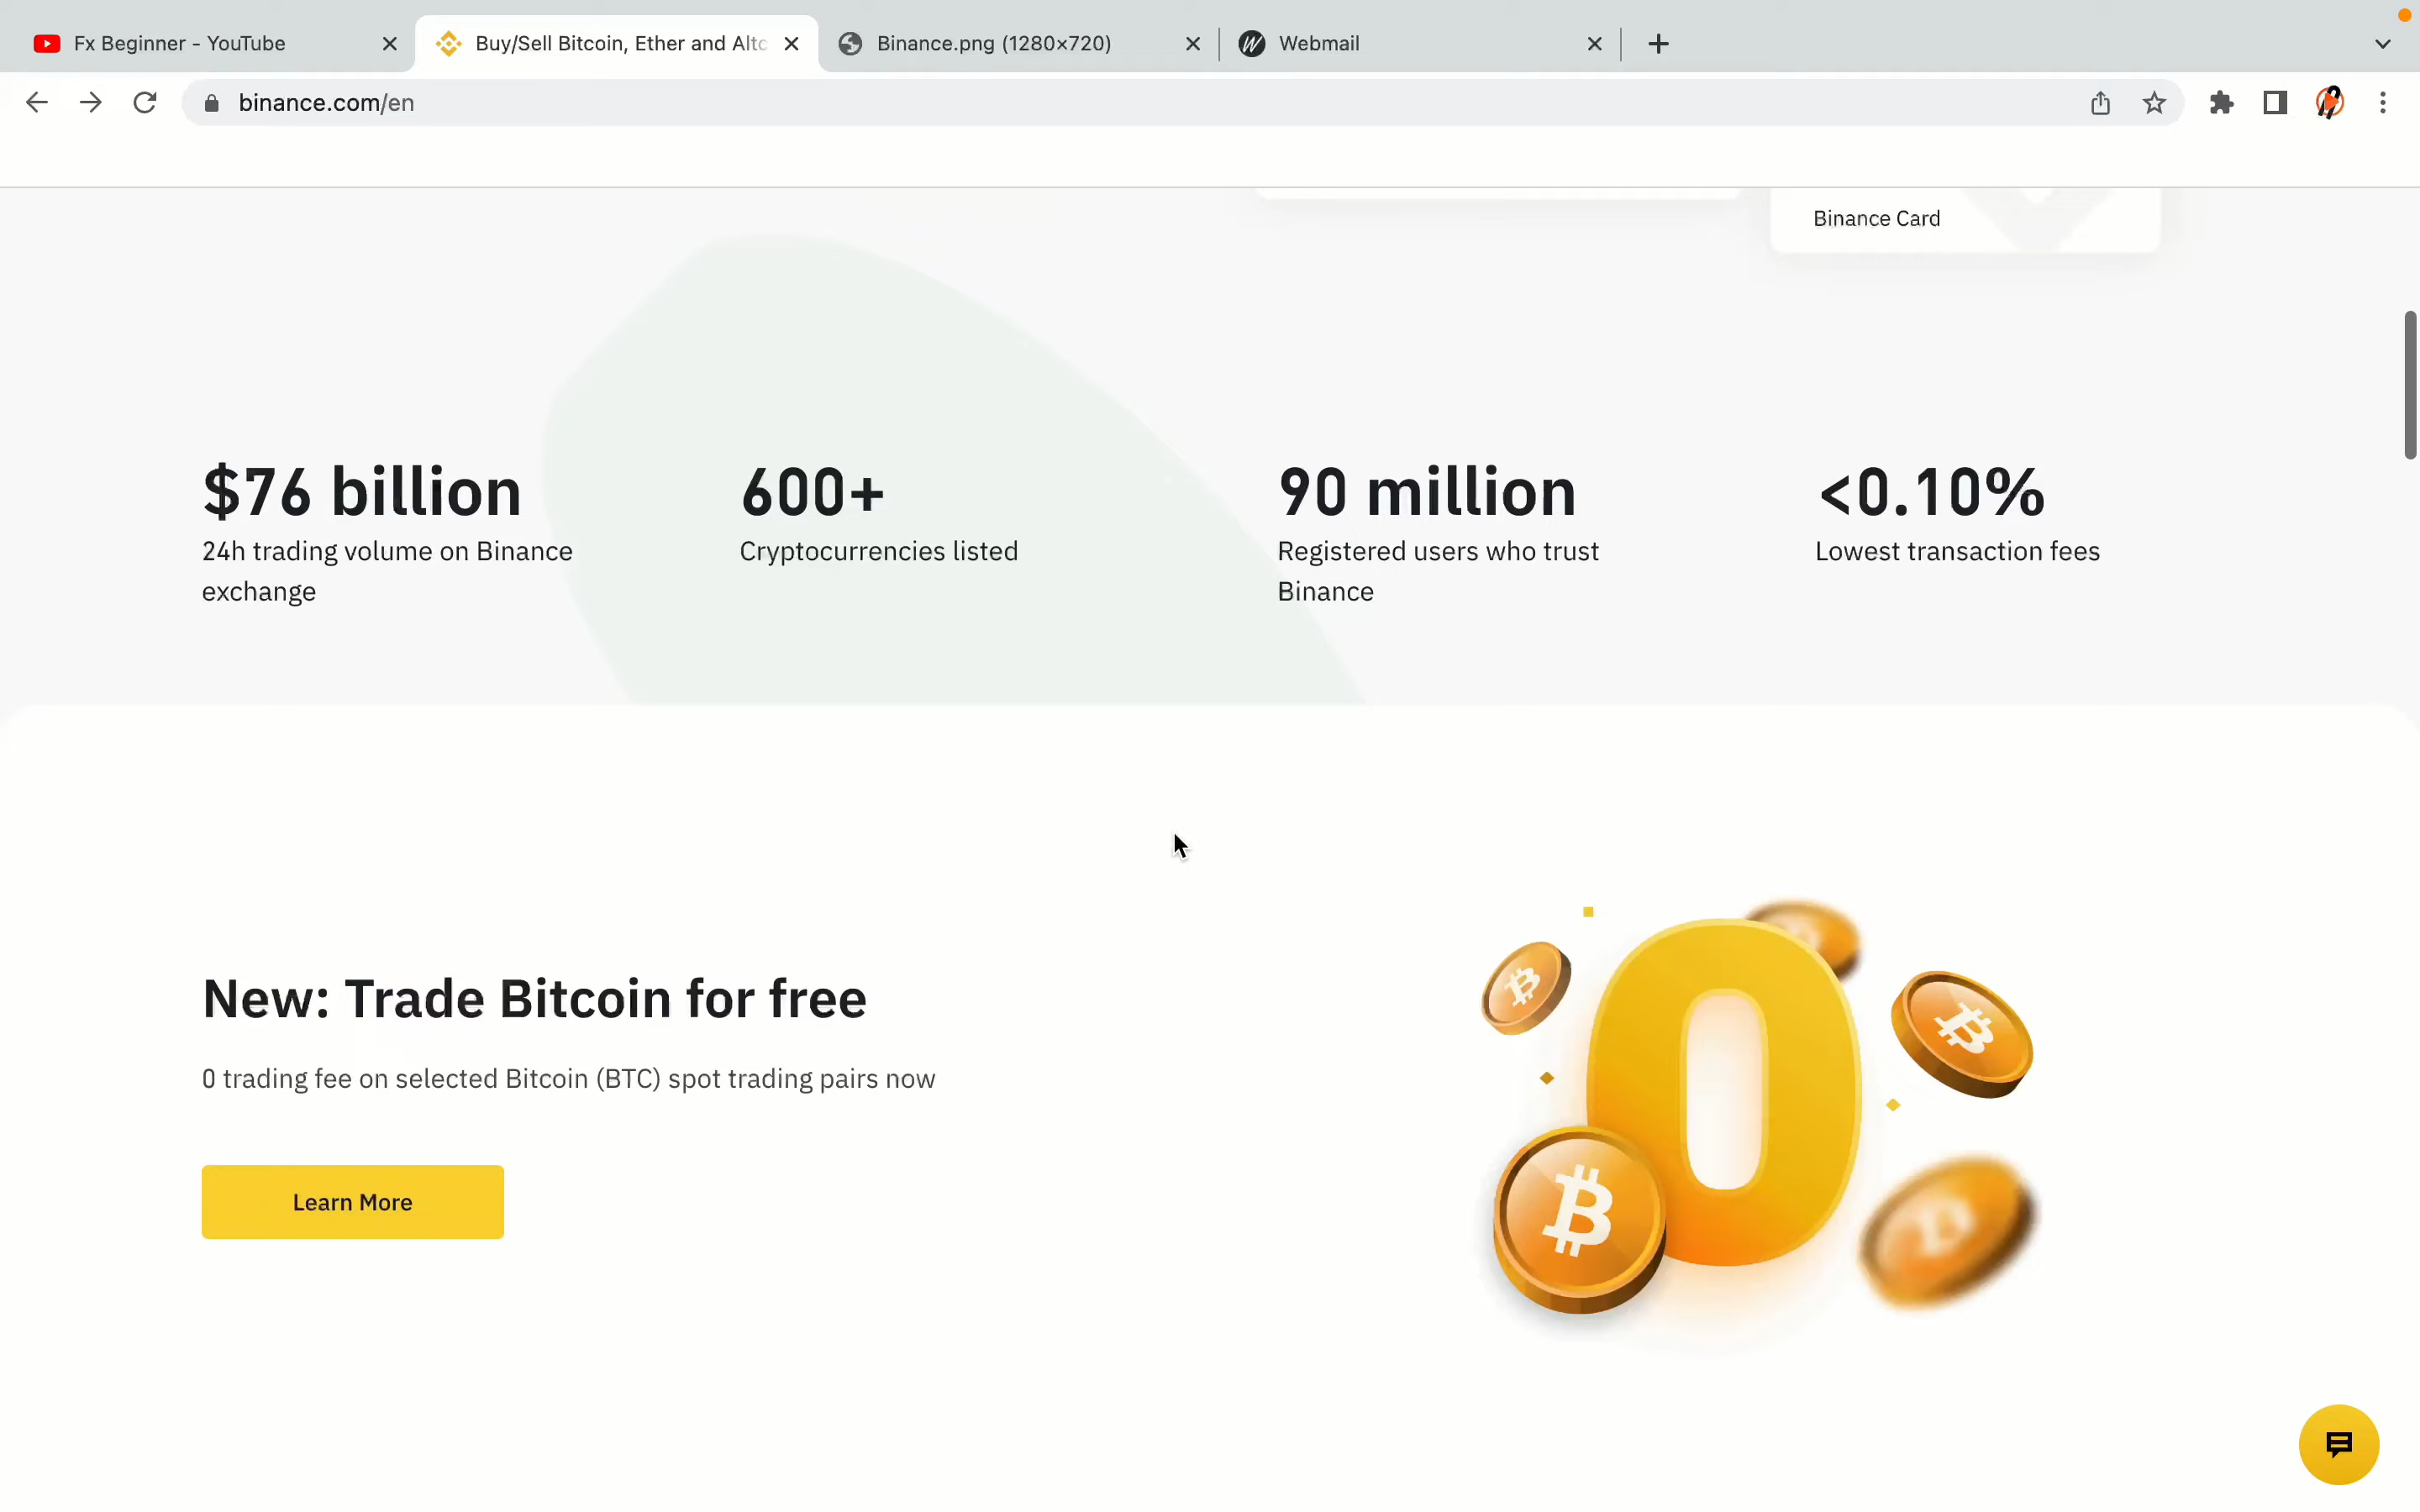 Fx Beginner - YouTube
Buy/Sell Bitcoin, Ether and Altc
Binance.png (1280×720)
Webmail
binance.com/en
Binance Card
$76 billion
24h trading volume on Binance
exchange
600+
Cryptocurrencies listed
90 million
Registered users who trust
Binance
<0.10%
Lowest transaction fees
New: Trade Bitcoin for free
0 trading fee on selected Bitcoin (BTC) spot trading pairs now
Learn More
0